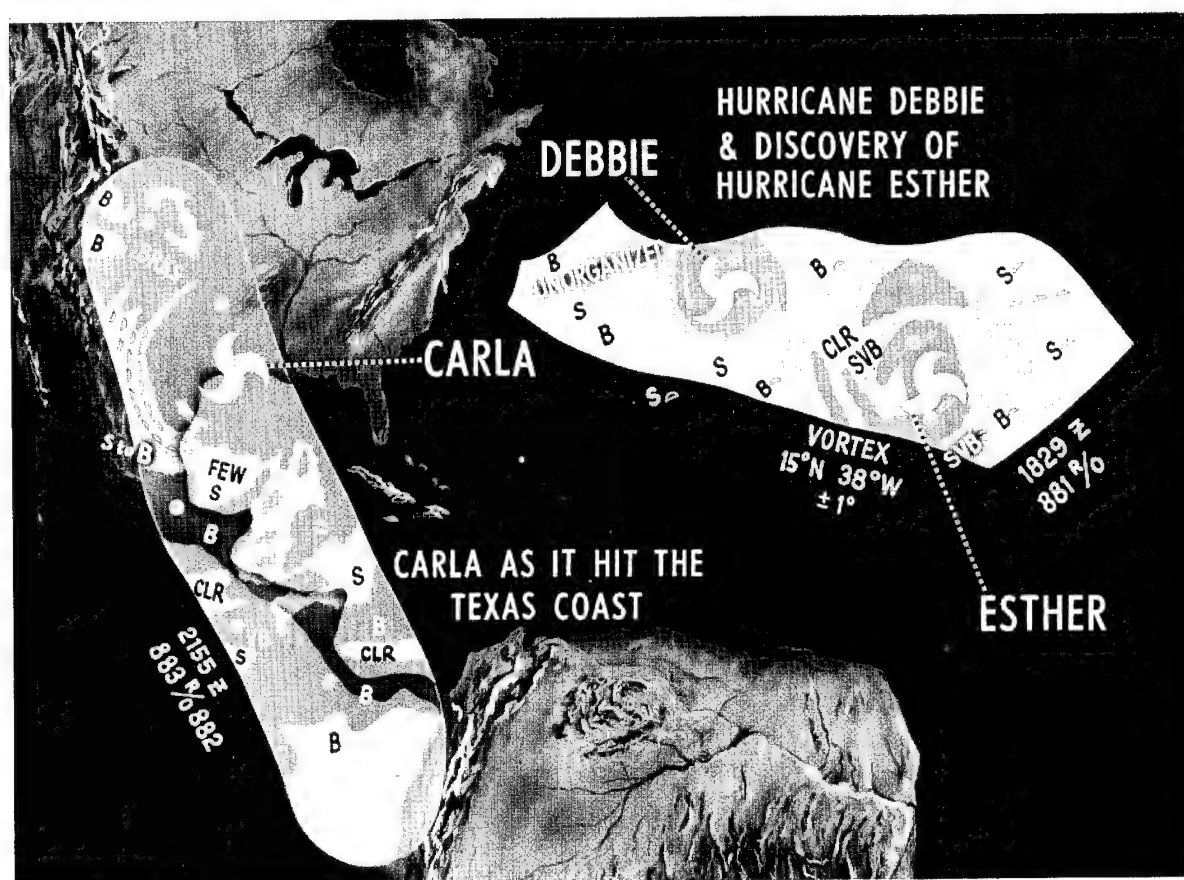 HURRICANE DEBBIE
& DISCOVERY OF
HURRICANE ESTHER
DEBBIE
B
B
B
UNORGANIZED
S
B
S
S
B
B
S
S
B
CLR
SVB
SVB
VORTEX
15°N 38°W
± 1°
1829 Z
881 R/O
ESTHER
CARLA
FEW
S
B
CLR
S
S
B
CLR
B
B
2155 Z
883 R/O 882
CARLA AS IT HIT THE
TEXAS COAST